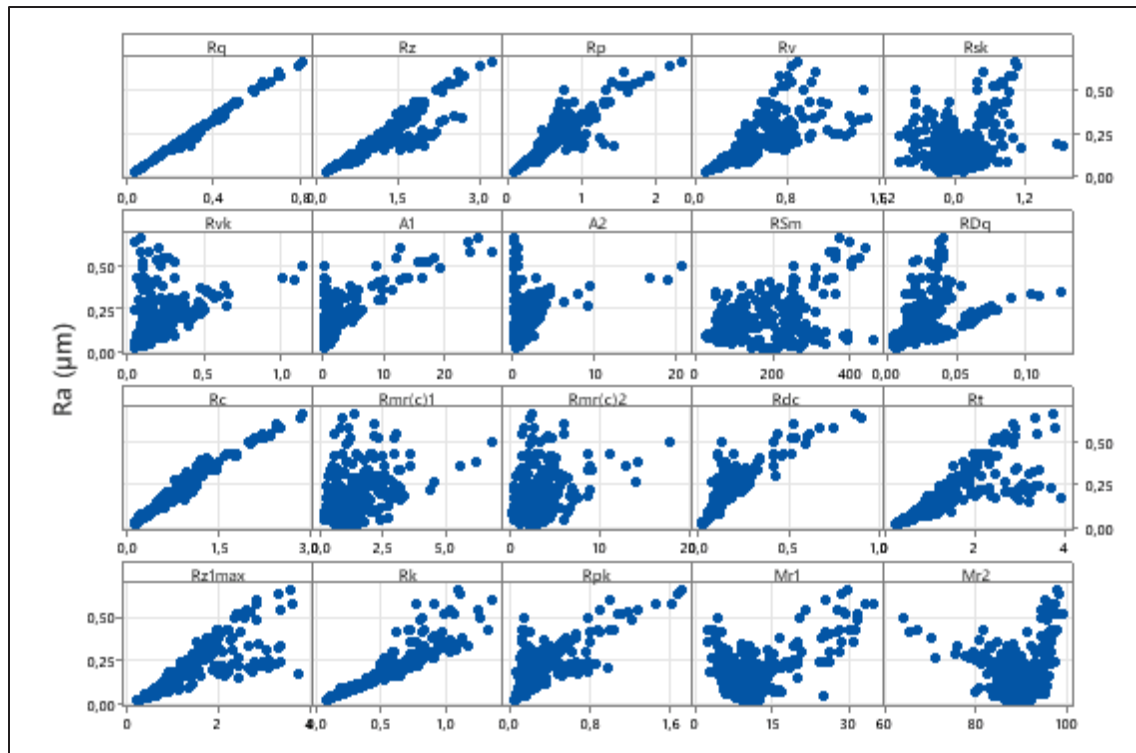 Rq Rz Rp Rv Rsk
0,50
0,25
0,00
0,0 0,4 0,8 0,0 1,5 3,0 0 1 2 0,0 0,8 0,0 1,2
Rvk A1 A2 RSm RDq
0,50
0,25
0,00
0,0 0,5 1,0 0 10 20 0 10 20 0 200 400 0,00 0,05 0,10
Ra (µm)
Rc Rmr(c)1 Rmr(c)2 Rdc Rt
0,50
0,25
0,00
0,0 1,5 3,0 0,0 2,5 5,0 0 10 20 0,0 0,5 1,0 2 4
Rz1max Rk Rpk Mr1 Mr2
0,50
0,25
0,00
0 2 4 0,5 1,0 0,0 0,8 1,6 0 15 30 60 80 100